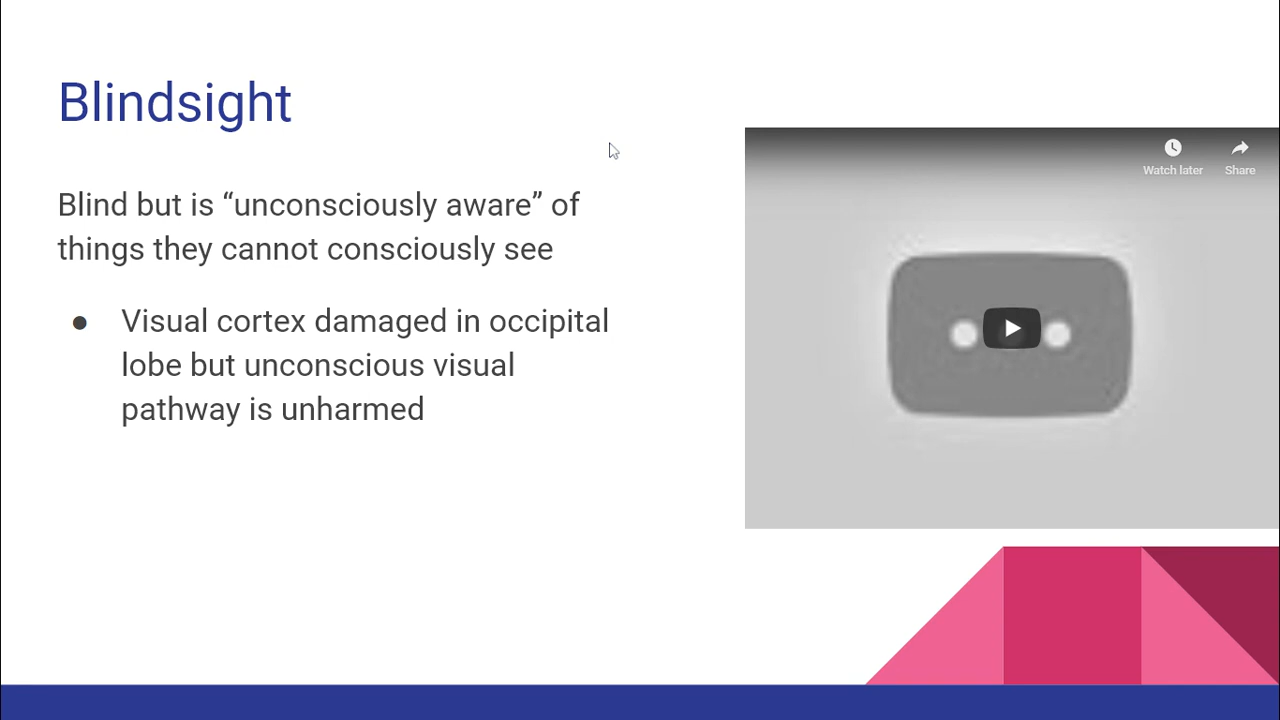 Blindsight
Blind but is “unconsciously aware” of
things they cannot consciously see
● Visual cortex damaged in occipital
lobe but unconscious visual
pathway is unharmed
Watch later
Share